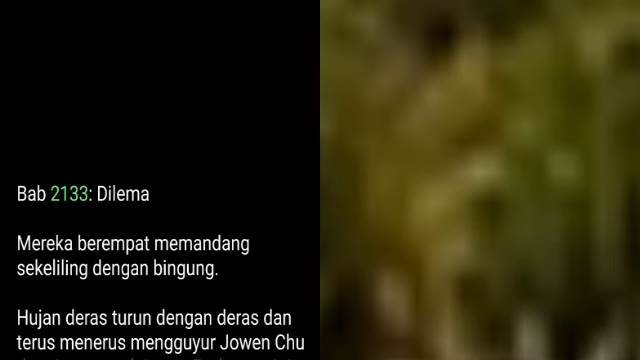 Bab 2133: Dilema
Mereka berempat memandang
sekeliling dengan bingung.
Hujan deras turun dengan deras dan
terus menerus mengguyur Jowen Chu